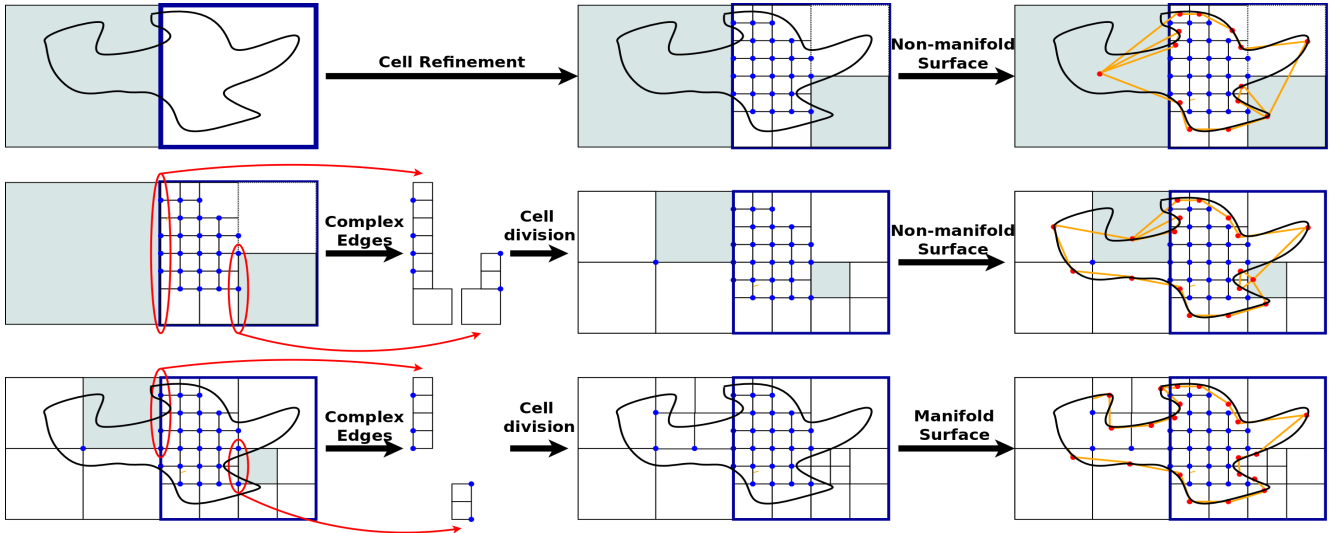 Cell Refinement
Non-manifold
Surface
Complex
Edges
Cell
division
Non-manifold
Surface
Complex
Edges
Cell
division
Manifold
Surface